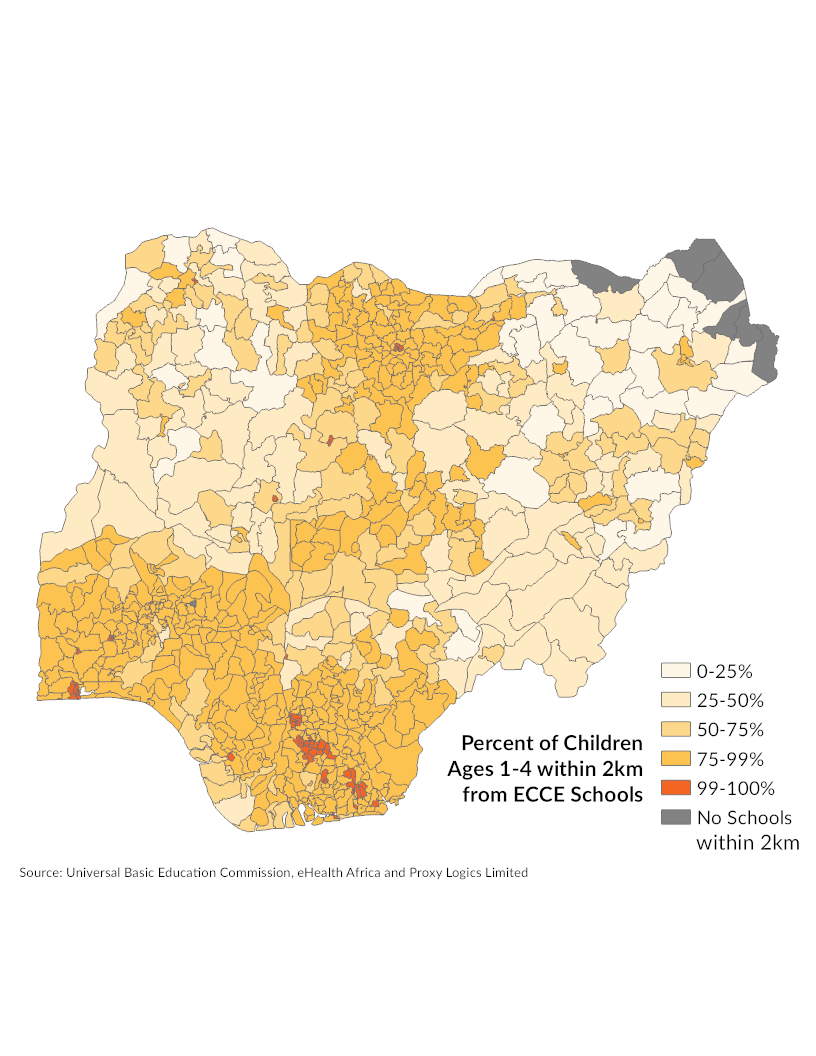 0-25%
25-50%
50-75%
75-99%
99-100%
No Schools
within 2km
Percent of Children
Ages 1-4 within 2km
from ECCE Schools
Source: Universal Basic Education Commission, eHealth Africa and Proxy Logics Limited